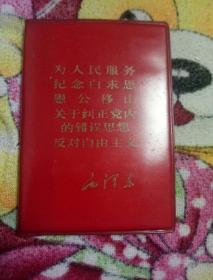 为人民服务
纪念白求恩
愚公移山
关于纠正党内
的错误思想
反对自由主义
毛泽东